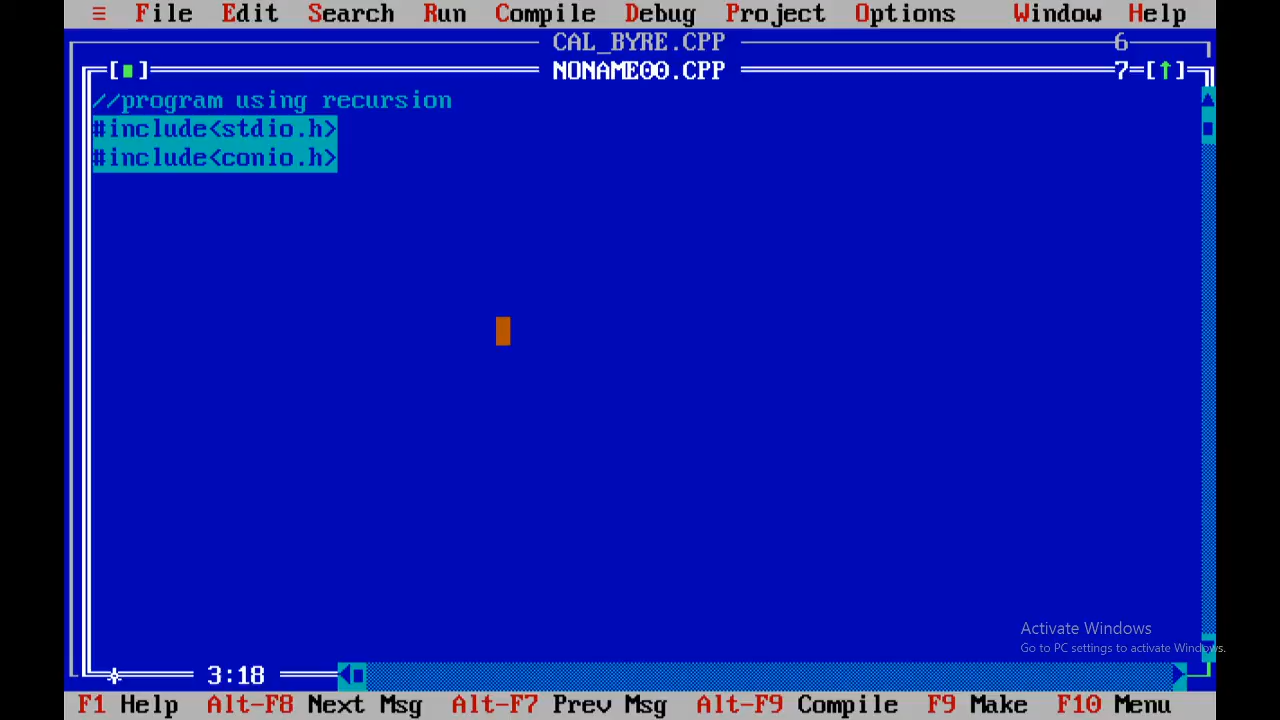 ≡ File Edit Search Run Compile Debug Project Options Window Help
CAL_BYRE.CPP 6
[■] NONAME00.CPP 7=[↑]
//program using recursion
#include<stdio.h>
#include<conio.h>
Activate Windows
Go to PC settings to activate Windows.
3:18
F1 Help Alt-F8 Next Msg Alt-F7 Prev Msg Alt-F9 Compile F9 Make F10 Menu